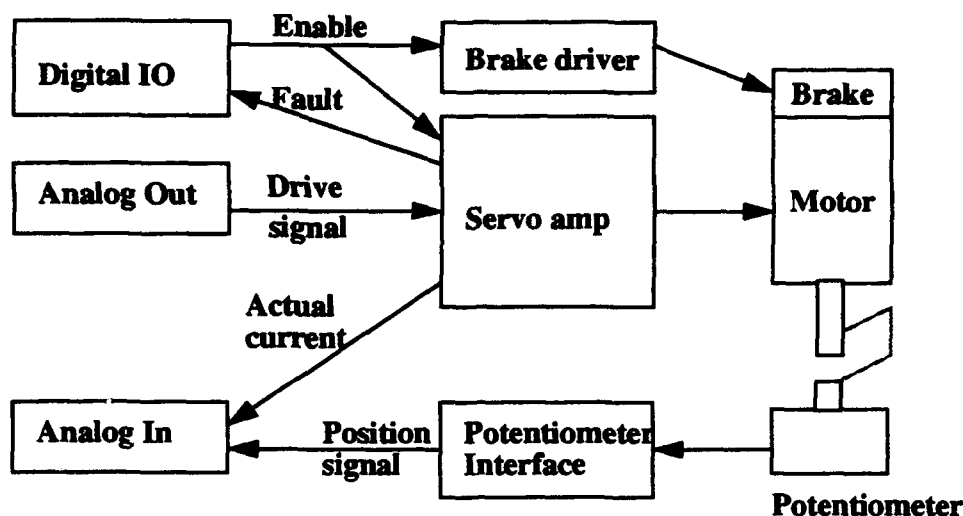 Enable
Digital IO
Brake driver
Brake
Fault
Analog Out
Drive
signal
Servo amp
Motor
Actual
current
Analog In
Position
signal
Potentiometer
Interface
Potentiometer